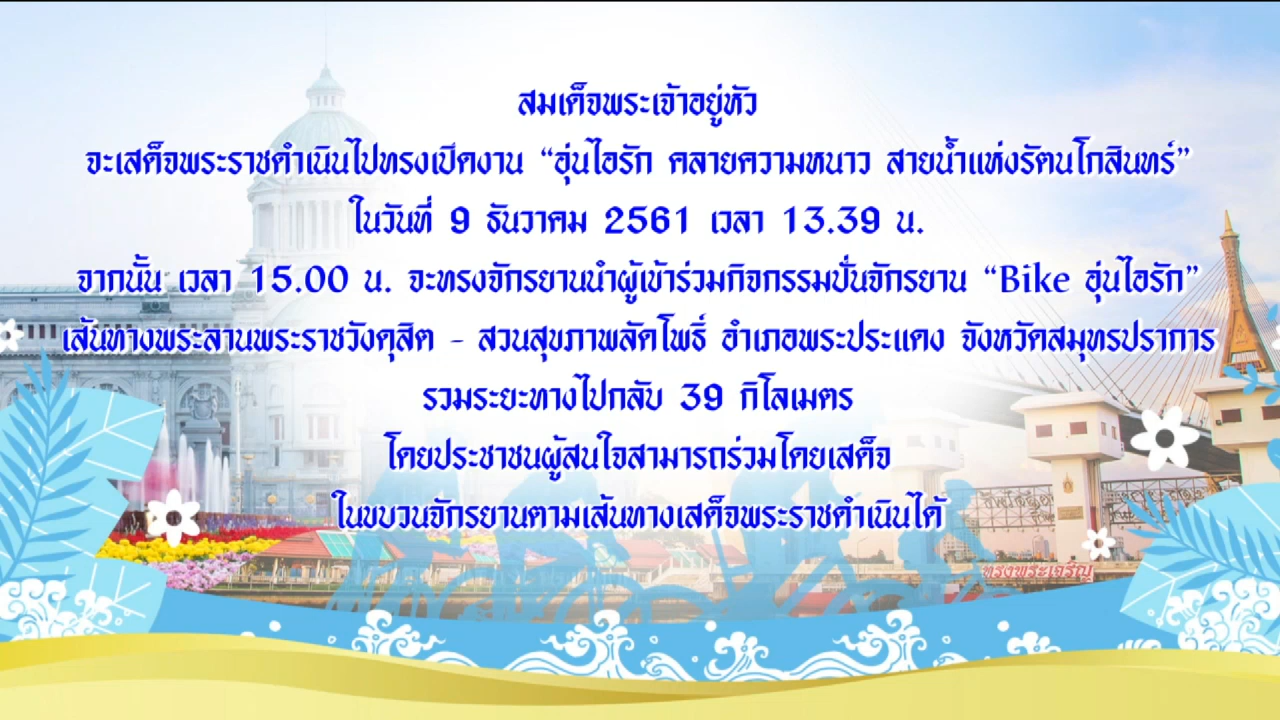 สมเด็จพระเจ้าอยู่หัว
จะเสด็จพระราชดำเนินไปทรงเปิดงาน “อุ่นไอรัก คลายความหนาว สายน้ำแห่งรัตนโกสินทร์”
ในวันที่ 9 ธันวาคม 2561 เวลา 13.39 น.
จากนั้น เวลา 15.00 น. จะทรงจักรยานนำผู้เข้าร่วมกิจกรรมปั่นจักรยาน “Bike อุ่นไอรัก”
เส้นทางพระลานพระราชวังดุสิต - สวนสุขภาพลัดโพธิ์ อำเภอพระประแดง จังหวัดสมุทรปราการ
รวมระยะทางไปกลับ 39 กิโลเมตร
โดยประชาชนผู้สนใจสามารถร่วมโดยเสด็จ
ในขบวนจักรยานตามเส้นทางเสด็จพระราชดำเนินได้
ทรงพระเจริญ